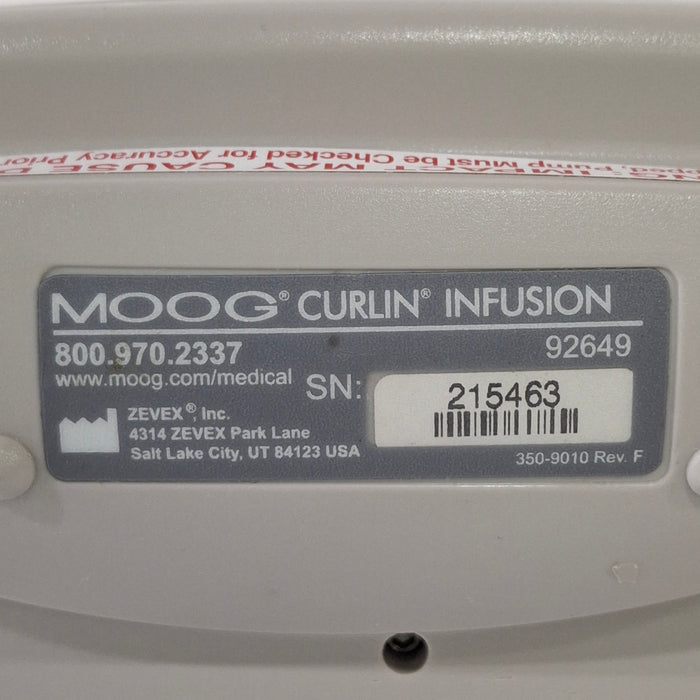 NG: IMPACT MAY CAUSE D
pped, Pump Must be Checked for Accuracy Prior
MOOG® CURLIN® INFUSION
800.970.2337
92649
www.moog.com/medical
SN:
215463
ZEVEX®, Inc.
4314 ZEVEX Park Lane
Salt Lake City, UT 84123 USA
350-9010 Rev. F